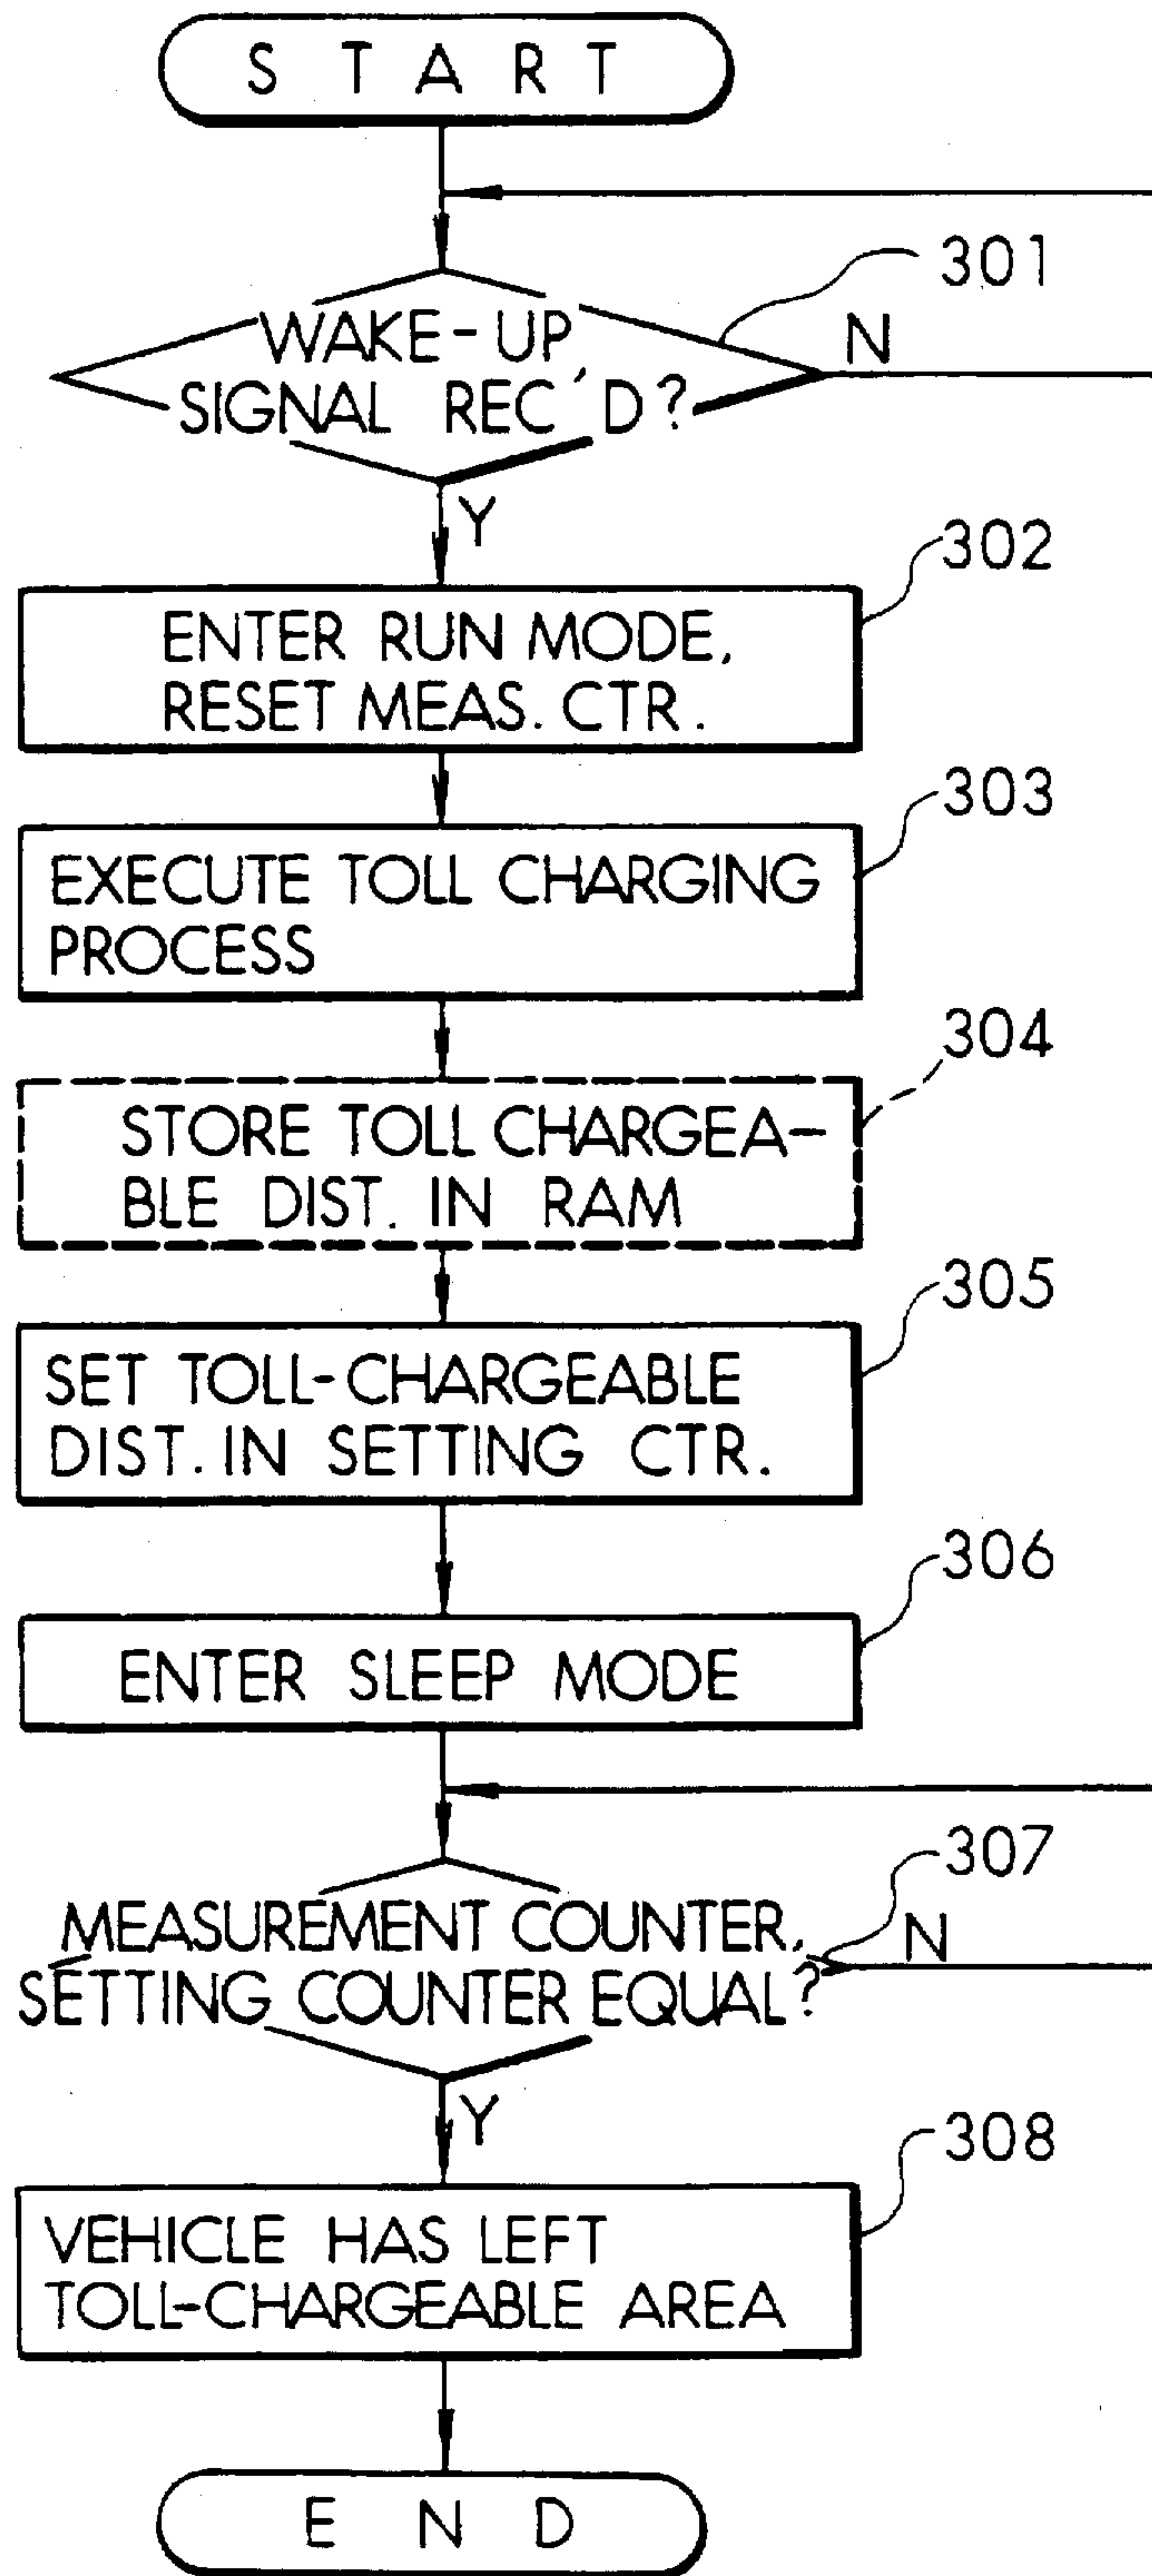 START
301
WAKE-UP
SIGNAL REC'D?
N
Y
302
ENTER RUN MODE,
RESET MEAS. CTR.
303
EXECUTE TOLL CHARGING
PROCESS
304
STORE TOLL CHARGEA-
BLE DIST. IN RAM
305
SET TOLL-CHARGEABLE
DIST. IN SETTING CTR.
306
ENTER SLEEP MODE
307
MEASUREMENT COUNTER,
SETTING COUNTER EQUAL?
N
Y
308
VEHICLE HAS LEFT
TOLL-CHARGEABLE AREA
END